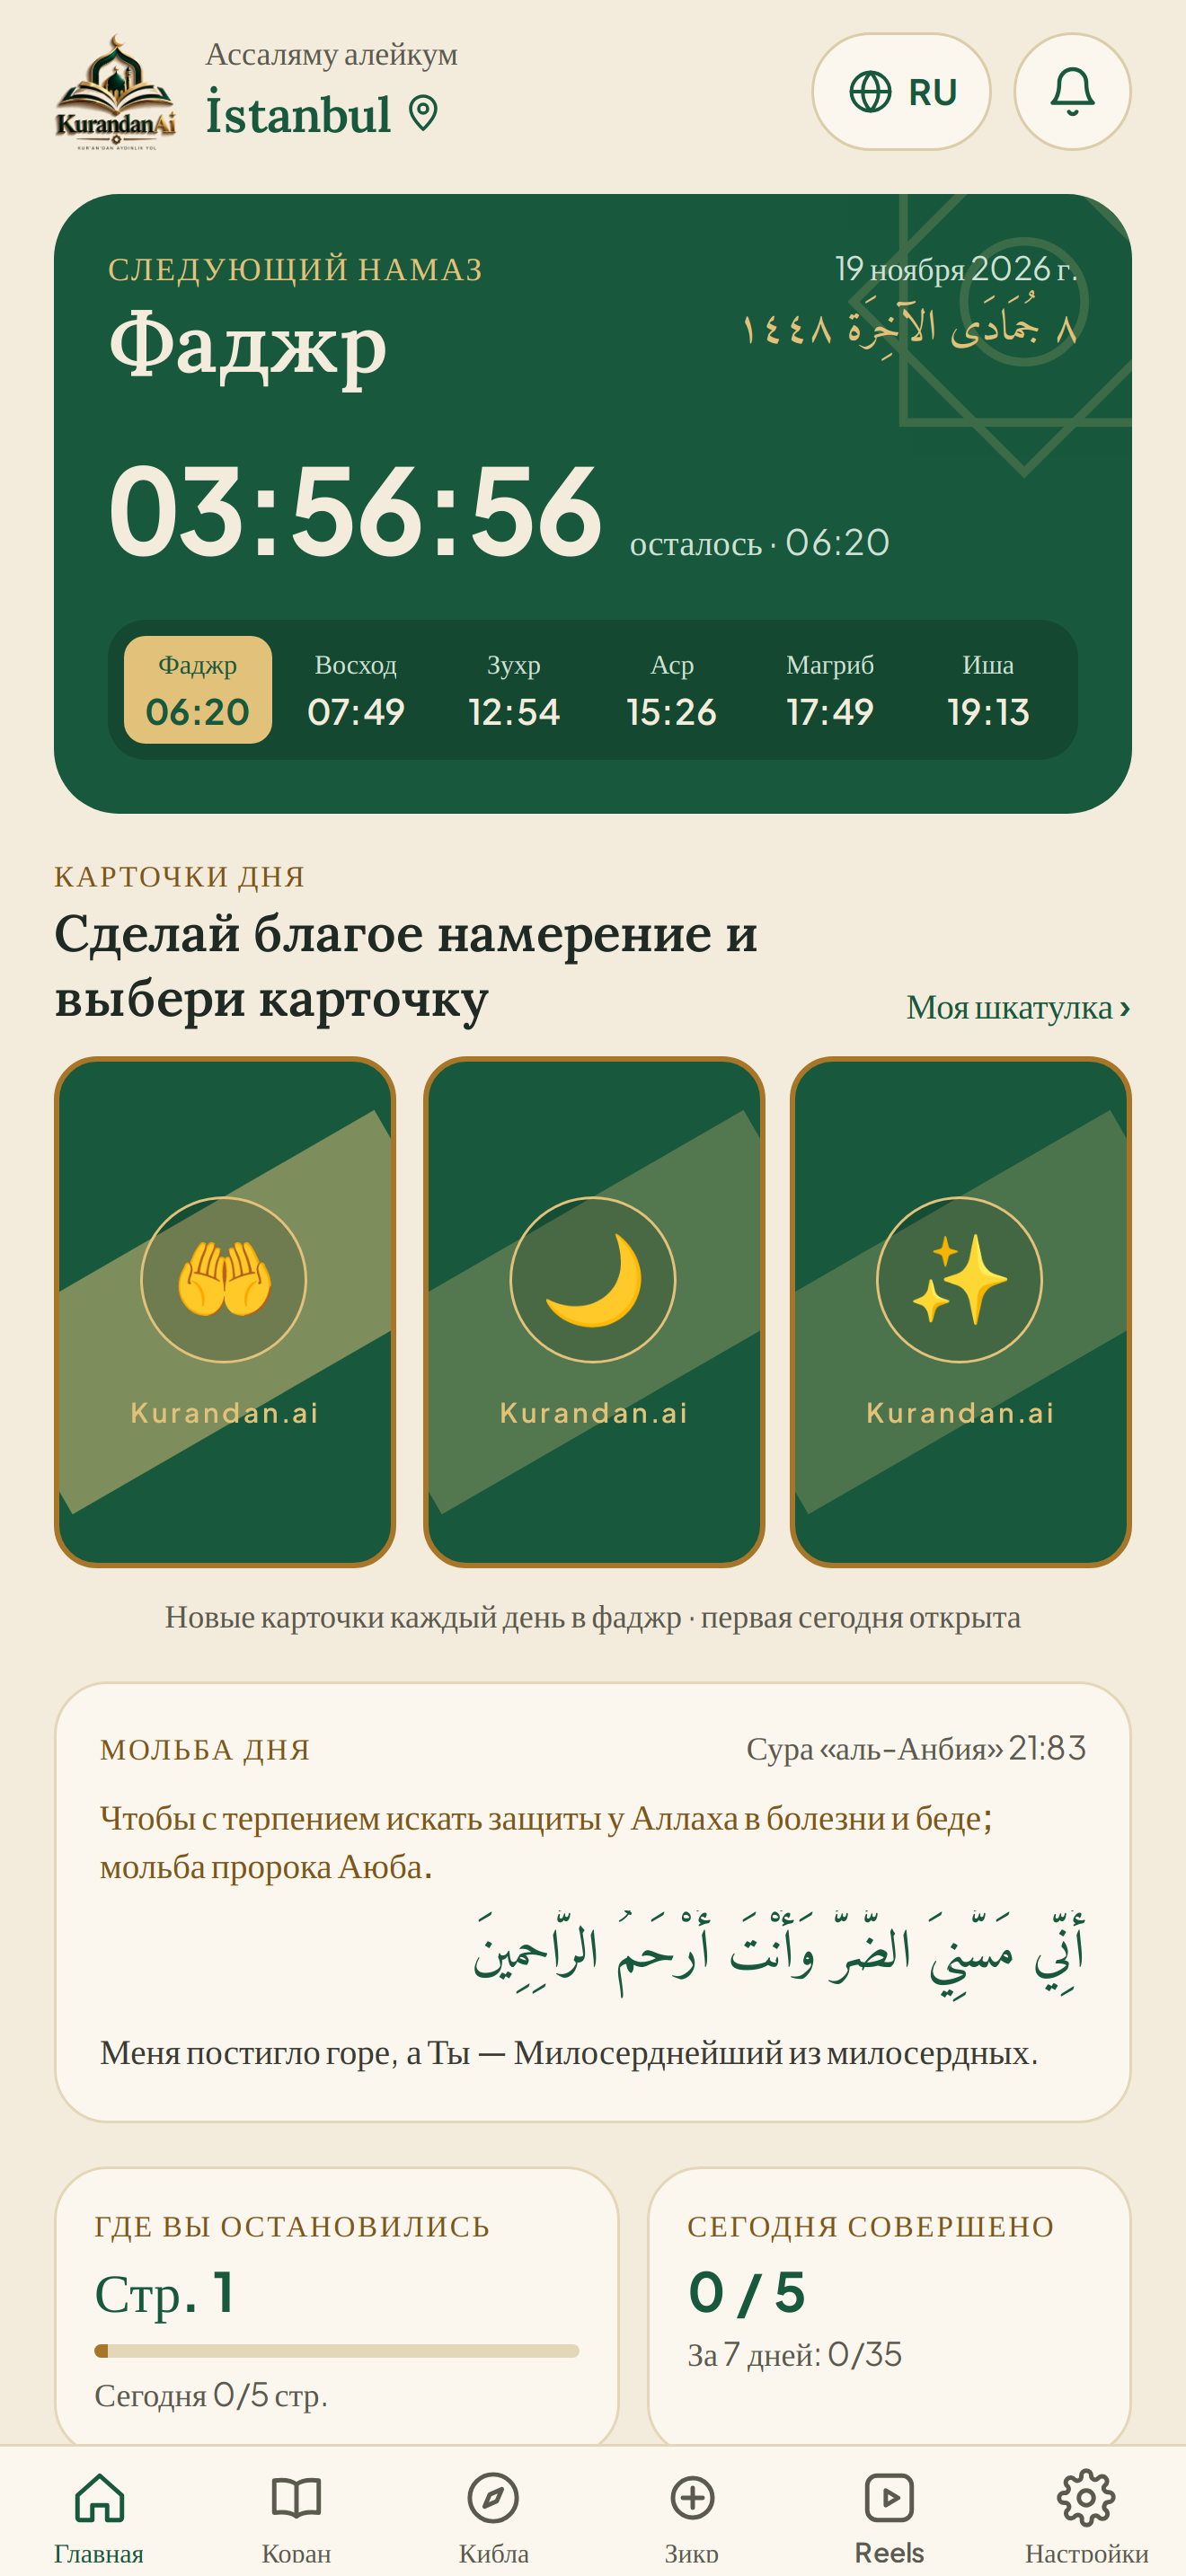 KurandanAi
KUR'AN'DAN AYDINLIK YOL
Ассаляму алейкум
İstanbul
RU
СЛЕДУЮЩИЙ НАМАЗ
Фаджр
19 ноября 2026 г.
٨ جُمَادَى الآخِرَة ١٤٤٨
03:56:56 осталось · 06:20
Фаджр Восход Зухр Аср Магриб Иша
06:20 07:49 12:54 15:26 17:49 19:13
КАРТОЧКИ ДНЯ
Сделай благое намерение и
выбери карточку
Моя шкатулка ›
Kurandan.ai Kurandan.ai Kurandan.ai
Новые карточки каждый день в фаджр · первая сегодня открыта
МОЛЬБА ДНЯ
Сура «аль-Анбия» 21:83
Чтобы с терпением искать защиты у Аллаха в болезни и беде;
мольба пророка Аюба.
أَنِّي مَسَّنِيَ الضُّرُّ وَأَنْتَ أَرْحَمُ الرَّاحِمِينَ
Меня постигло горе, а Ты — Милосерднейший из милосердных.
ГДЕ ВЫ ОСТАНОВИЛИСЬ
Стр. 1
Сегодня 0/5 стр.
СЕГОДНЯ СОВЕРШЕНО
0 / 5
За 7 дней: 0/35
Главная Коран Кибла Зикр Reels Настройки